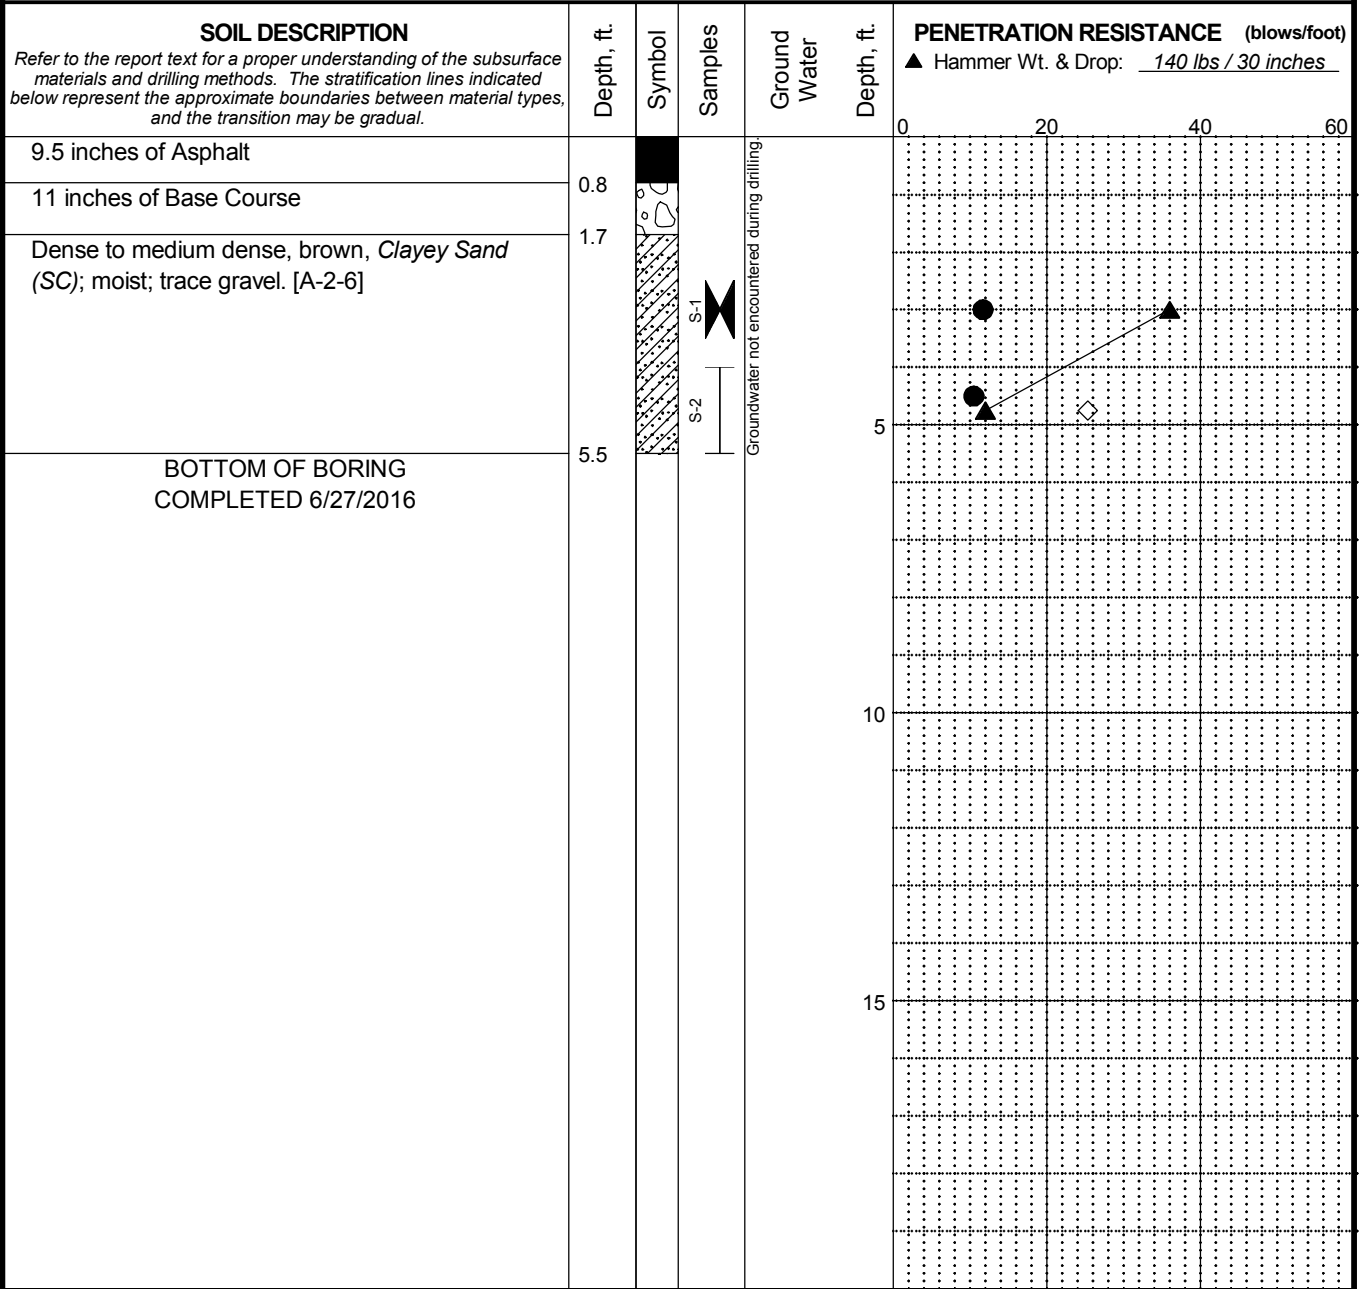 SOIL DESCRIPTION
Refer to the report text for a proper understanding of the subsurface
materials and drilling methods. The stratification lines indicated
below represent the approximate boundaries between material types,
and the transition may be gradual.
Depth, ft.
Symbol
Samples
Ground
Water
Depth, ft.
PENETRATION RESISTANCE (blows/foot)
▲ Hammer Wt. & Drop: 140 lbs / 30 inches
0 20 40 60
9.5 inches of Asphalt
0.8
11 inches of Base Course
1.7
Dense to medium dense, brown, Clayey Sand
(SC); moist; trace gravel. [A-2-6]
S-1
S-2
Groundwater not encountered during drilling.
5
5.5
BOTTOM OF BORING
COMPLETED 6/27/2016
10
15